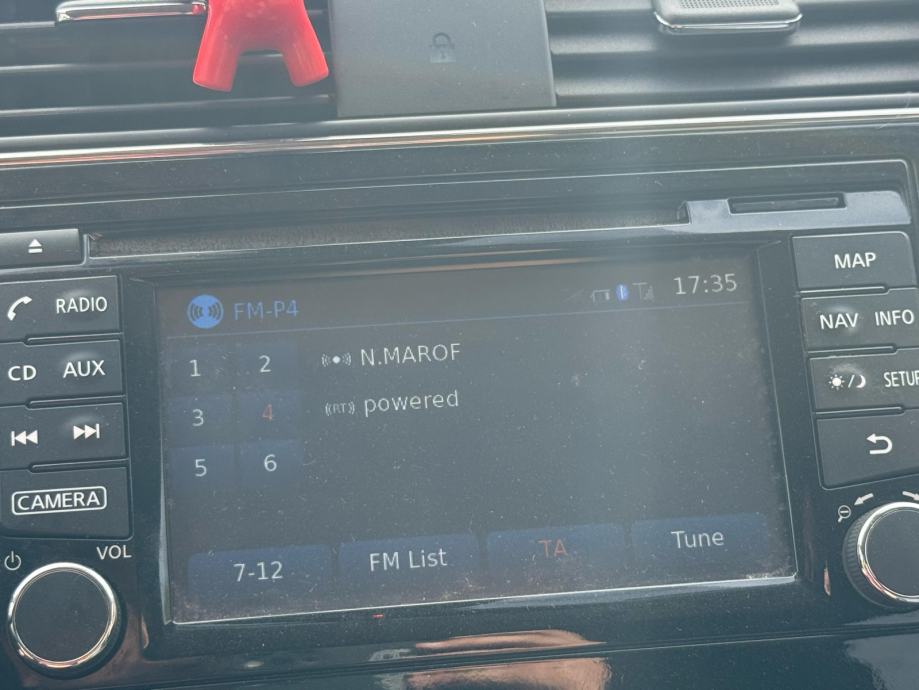 RADIO
CD AUX
CAMERA
VOL
FM-P4
17:35
1 2
3 4
5 6
N.MAROF
(RT) powered
7-12 FM List TA Tune
MAP
NAV INFO
SETUP